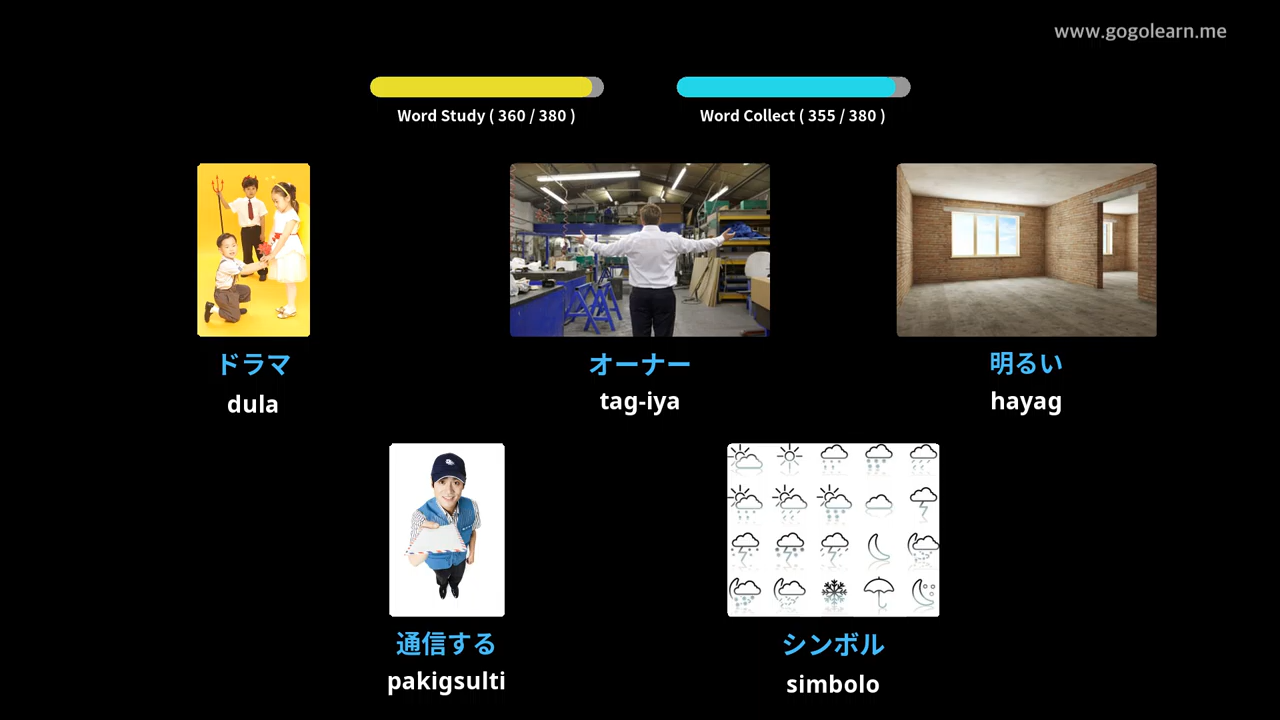 www.gogolearn.me
Word Study ( 360 / 380 )
Word Collect ( 355 / 380 )
ドラマ
dula
オーナー
tag-iya
明るい
hayag
通信する
pakigsulti
シンボル
simbolo